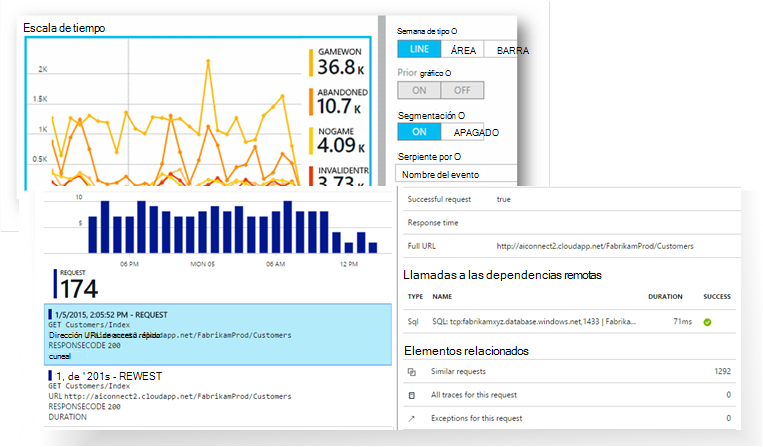 Escala de tiempo
2K
1.5K
1K
0.5K
GAMEWON
36.8 K
ABANDONED
10.7 K
NOGAME
4.09 K
INVALIDENTR
3.73 K
Semana de tipo O
LINE ÁREA BARRA
Prior gráfico O
ON OFF
Segmentación O
ON APAGADO
Serpiente por O
Nombre del evento
10
5
06 PM MON 05 06 AM 12 PM
REQUEST
174
1/5/2015, 2:05:52 PM - REQUEST
GET Customers/Index
Dirección URL de acceso rápido cloudapp.net/FabrikamProd/Customers
RESPONSECODE 200
cuneal
1, de '201s - REWEST
GET Customers/Index
URL http://aiconnect2.cloudapp.net/FabrikamProd/Customers
RESPONSECODE 200
DURATION
Successful request true
Response time
Full URL http://aiconnect2.cloudapp.net/FabrikamProd/Customers
Llamadas a las dependencias remotas
TYPE NAME DURATION SUCCESS
Sql SQL: tcp:fabrikamxyz.database.windows.net,1433 | Fabrika... 71ms
Elementos relacionados
Similar requests 1292
All traces for this request 0
Exceptions for this request 0